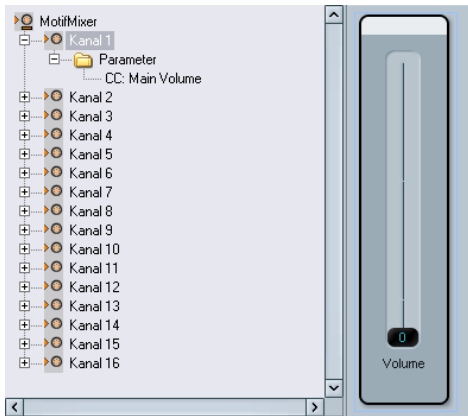 MotifMixer
Kanal 1
Parameter
CC: Main Volume
Kanal 2
Kanal 3
Kanal 4
Kanal 5
Kanal 6
Kanal 7
Kanal 8
Kanal 9
Kanal 10
Kanal 11
Kanal 12
Kanal 13
Kanal 14
Kanal 15
Kanal 16
0
Volume